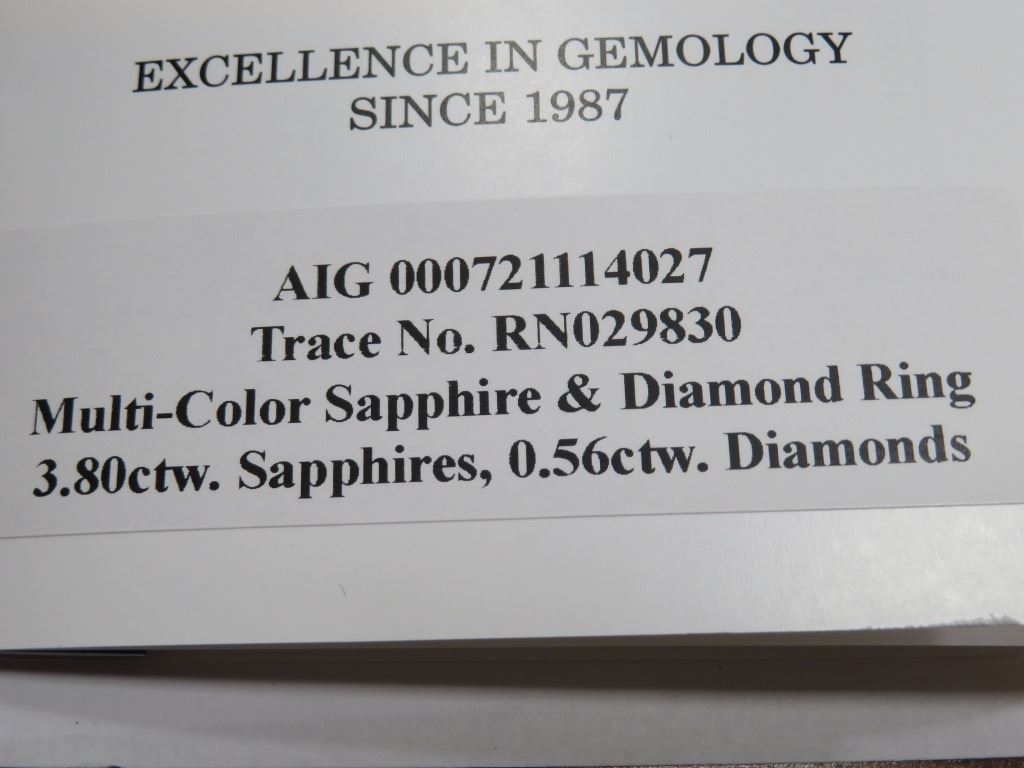 EXCELLENCE IN GEMOLOGY
SINCE 1987
AIG 000721114027
Trace No. RN029830
Multi-Color Sapphire & Diamond Ring
3.80ctw. Sapphires, 0.56ctw. Diamonds